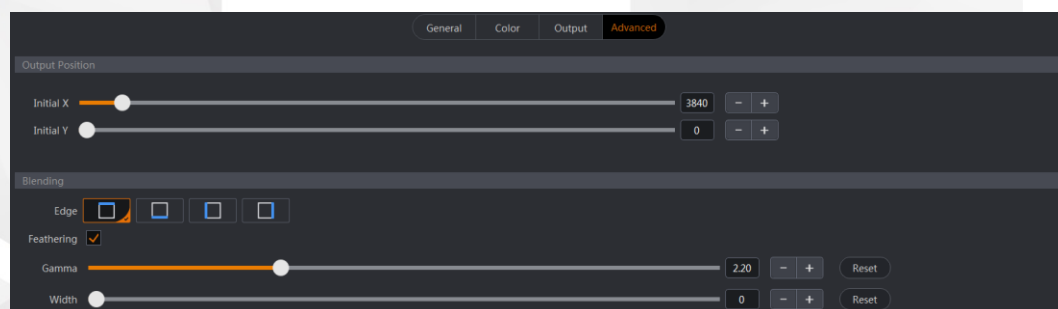 General Color Output Advanced
Output Position
Initial X 3840 − +
Initial Y 0 − +
Blending
Edge
Feathering
Gamma 2.20 − + Reset
Width 0 − + Reset